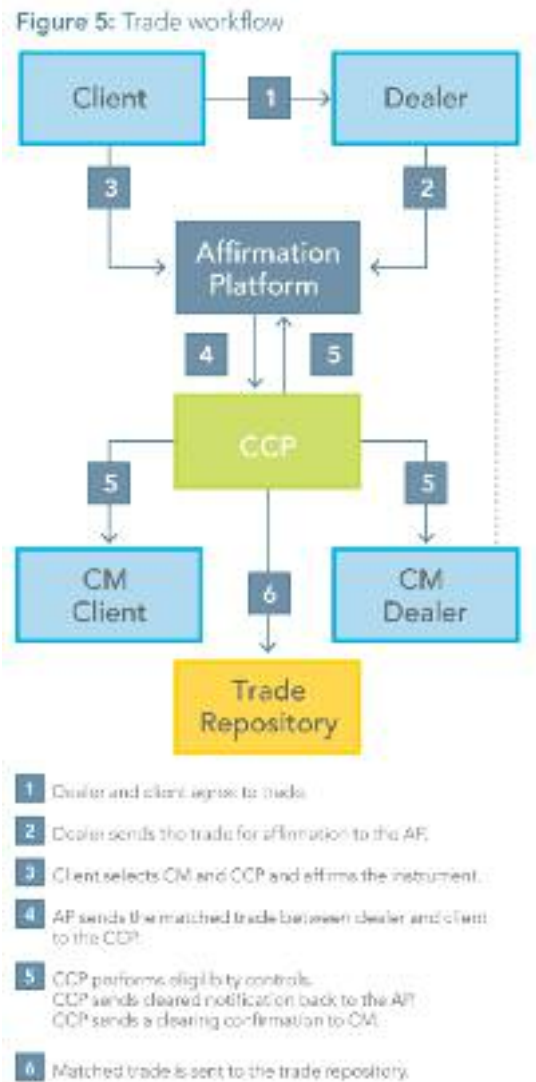 Figure 5: Trade workflow
Client
1
Dealer
3
2
Affirmation
Platform
4
5
CCP
5
5
CM
Client
CM
Dealer
6
Trade
Repository
1 Dealer and client agree to trade.
2 Dealer sends the trade for affirmation to the AP.
3 Client selects CM and CCP and affirms the instrument.
4 AP sends the matched trade between dealer and client
to the CCP.
5 CCP performs eligiblity controls.
CCP sends cleared notification back to the AP.
CCP sends a clearing confirmation to CM.
6 Matched trade is sent to the trade repository.